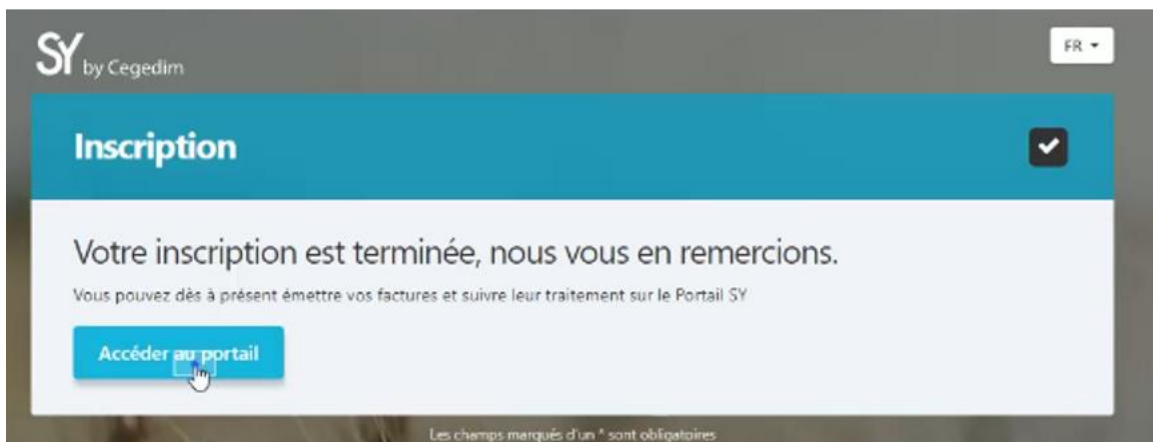 SY by Cegedim
FR
Inscription
Votre inscription est terminée, nous vous en remercions.
Vous pouvez dès à présent émettre vos factures et suivre leur traitement sur le Portail SY
Accéder au portail
Les champs marqués d'un * sont obligatoires